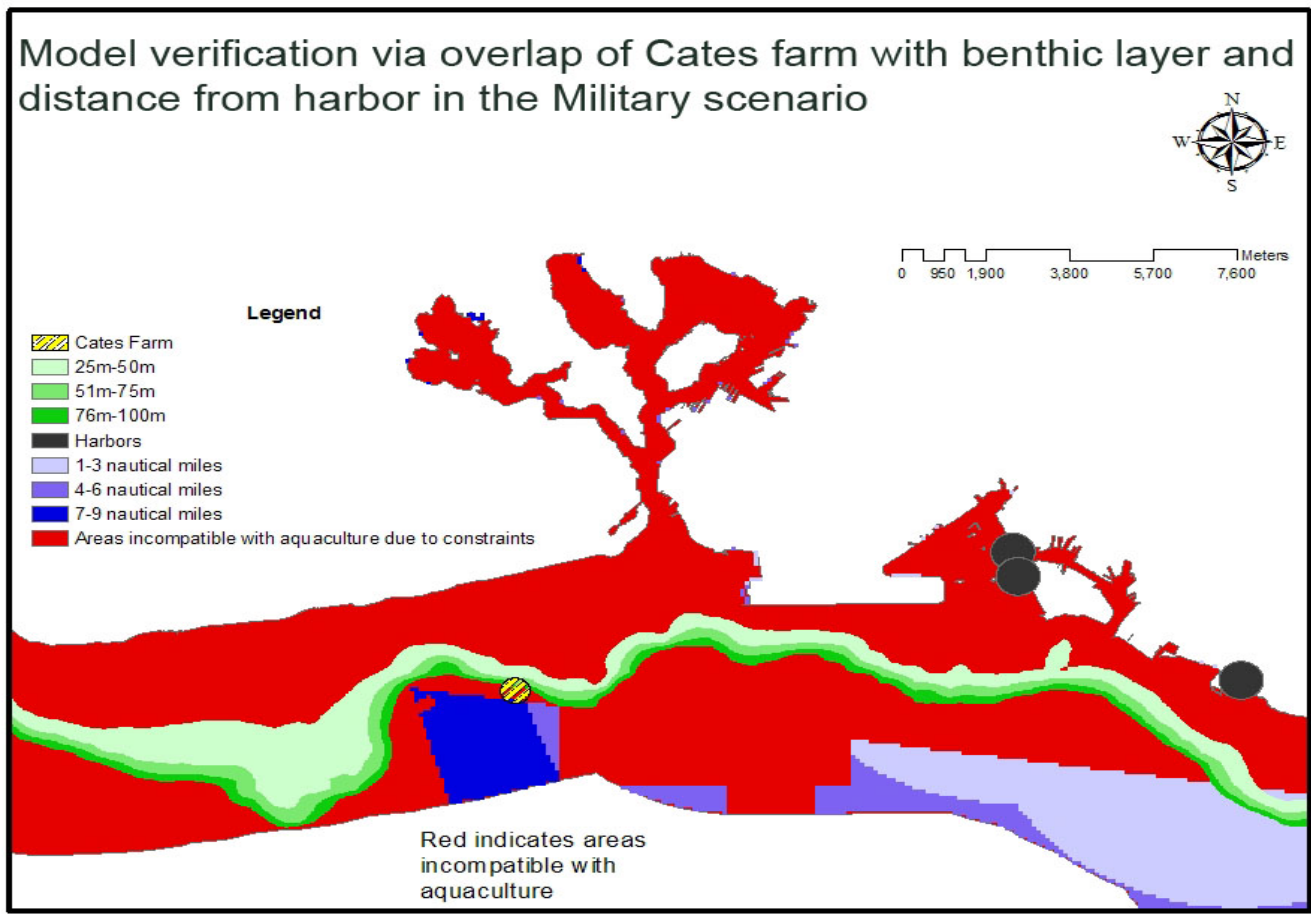 Model verification via overlap of Cates farm with benthic layer and
distance from harbor in the Military scenario
N
W E
S
Meters
0 950 1,900 3,800 5,700 7,600
Legend
Cates Farm
25m-50m
51m-75m
76m-100m
Harbors
1-3 nautical miles
4-6 nautical miles
7-9 nautical miles
Areas incompatible with aquaculture due to constraints
Red indicates areas
incompatible with
aquaculture